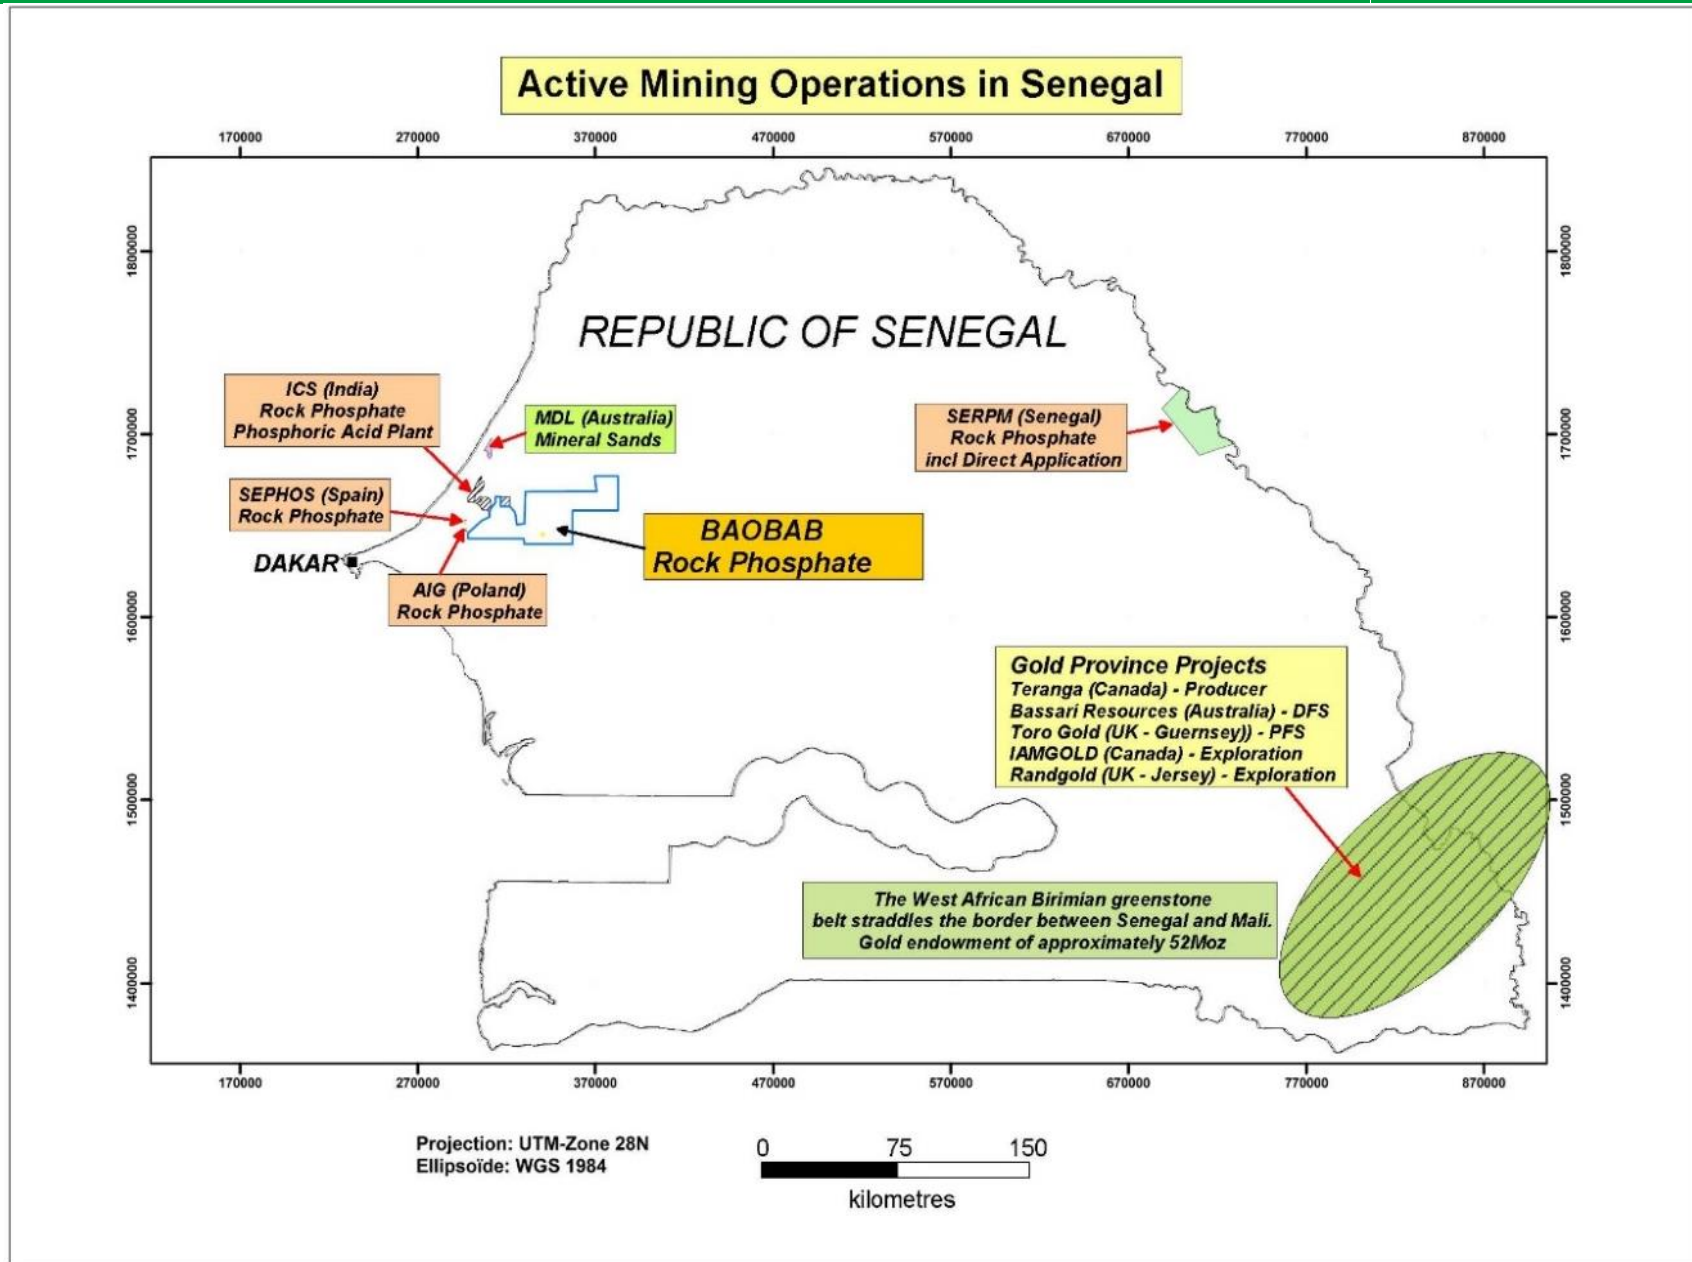 Active Mining Operations in Senegal
170000 270000 370000 470000 570000 670000 770000 870000
1800000
1800000
REPUBLIC OF SENEGAL
ICS (India)
Rock Phosphate
Phosphoric Acid Plant
MDL (Australia)
Mineral Sands
SERPM (Senegal)
Rock Phosphate
incl Direct Application
1700000
1700000
SEPHOS (Spain)
Rock Phosphate
BAOBAB
Rock Phosphate
DAKAR
AIG (Poland)
Rock Phosphate
1600000
1600000
Gold Province Projects
Teranga (Canada) - Producer
Bassari Resources (Australia) - DFS
Toro Gold (UK - Guernsey)) - PFS
IAMGOLD (Canada) - Exploration
Randgold (UK - Jersey) - Exploration
1500000
1500000
The West African Birimian greenstone
belt straddles the border between Senegal and Mali.
Gold endowment of approximately 52Moz
1400000
1400000
170000 270000 370000 470000 570000 670000 770000 870000
Projection: UTM-Zone 28N
Ellipsoïde: WGS 1984
0 75 150
kilometres